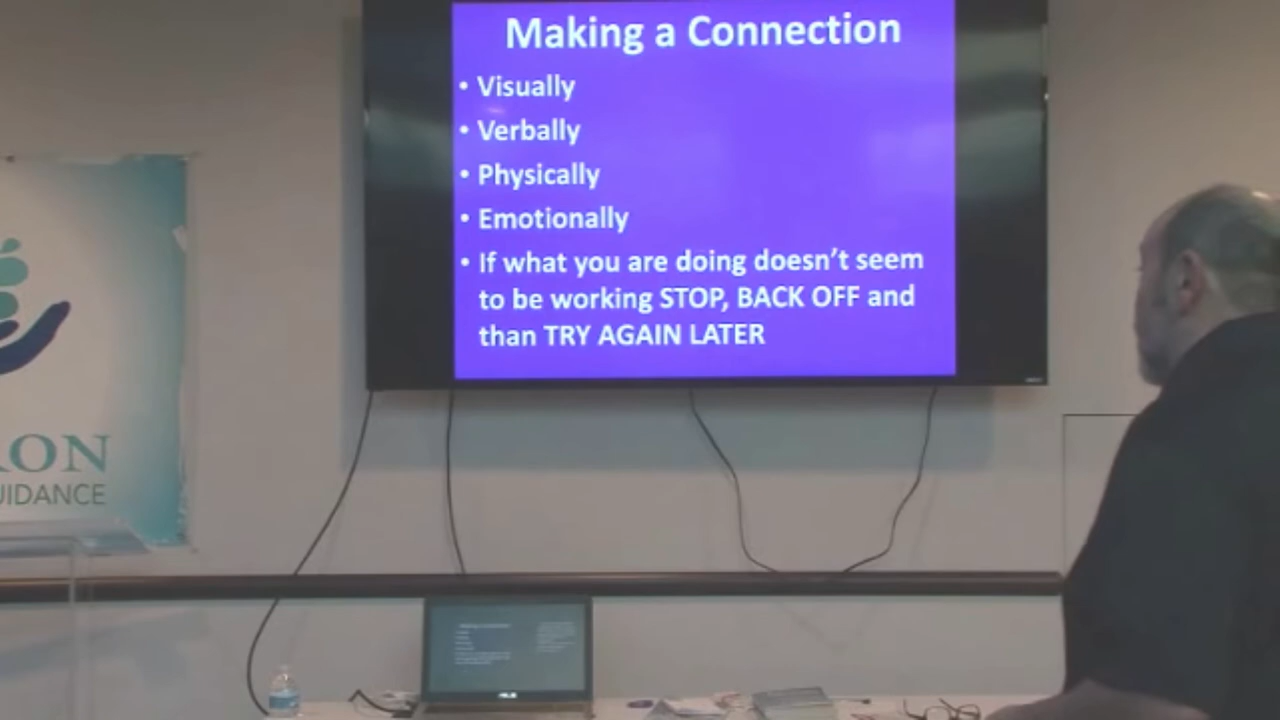 Making a Connection
• Visually
• Verbally
• Physically
• Emotionally
• If what you are doing doesn't seem
to be working STOP, BACK OFF and
than TRY AGAIN LATER
RON
UIDANCE